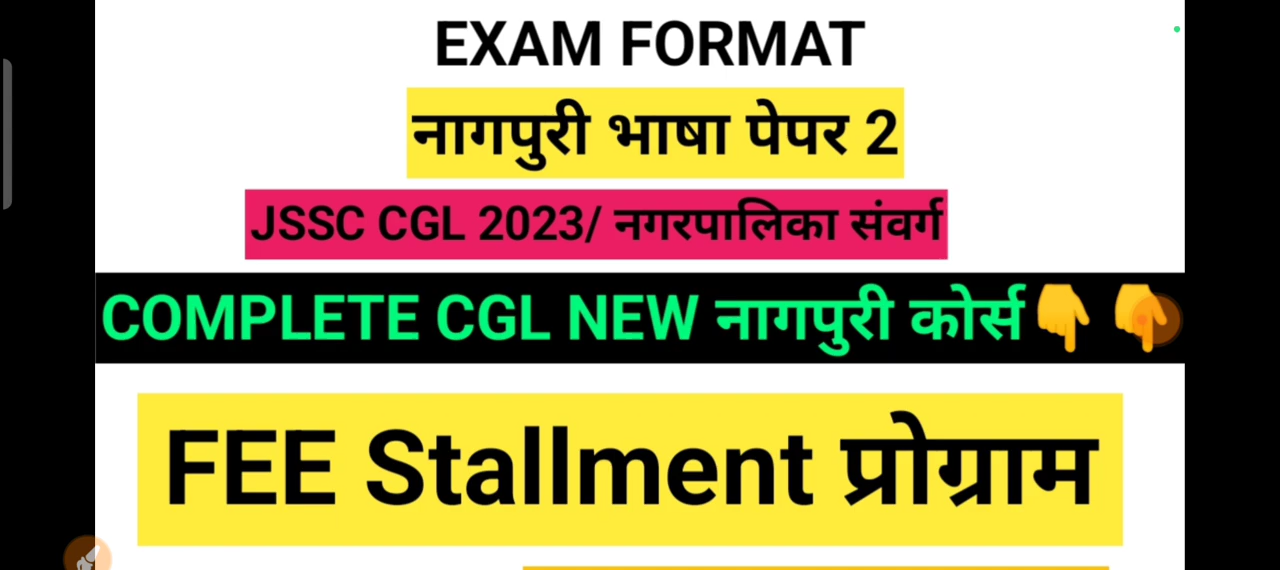 EXAM FORMAT
नागपुरी भाषा पेपर 2
JSSC CGL 2023/ नगरपालिका संवर्ग
COMPLETE CGL NEW नागपुरी कोर्स👇👇
FEE Stallment प्रोग्राम